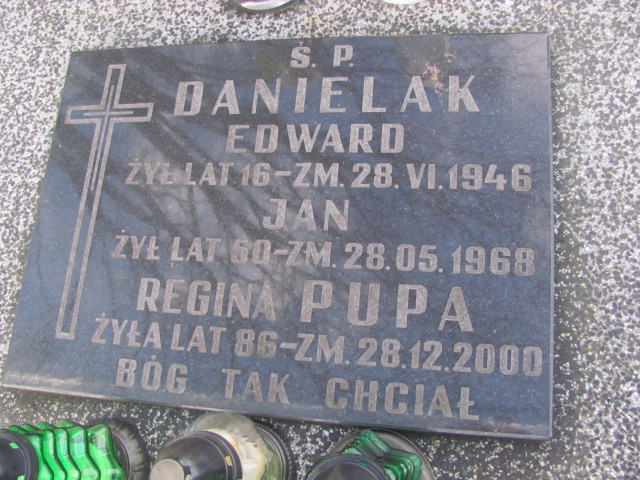 Ś. P.
DANIELAK
EDWARD
ŻYŁ LAT 16-ZM. 28. VI. 1946
JAN
ŻYŁ LAT 60-ZM. 28.05.1968
REGINA PUPA
ŻYŁA LAT 86-ZM. 28.12.2000
BÓG TAK CHCIAŁ